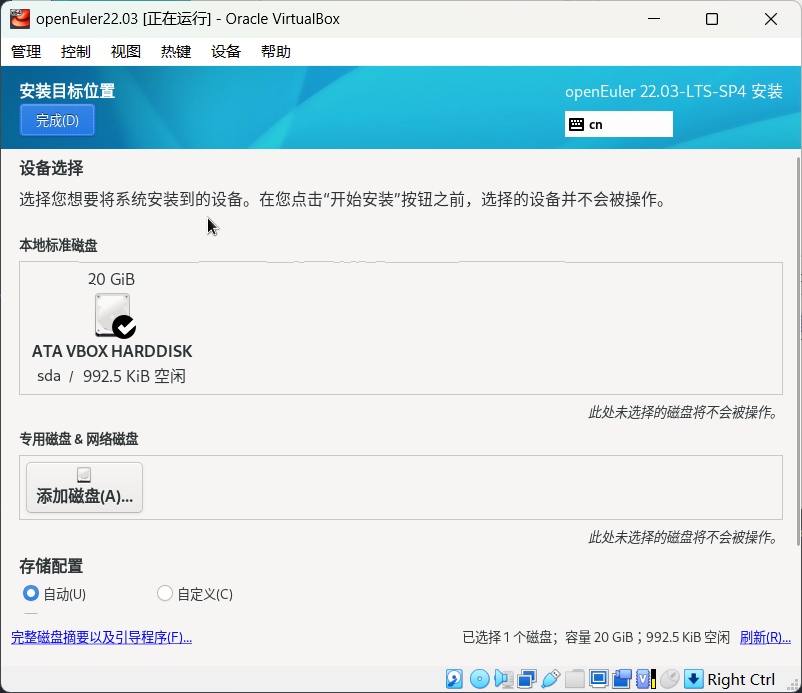 openEuler22.03 [正在运行] - Oracle VirtualBox
管理 控制 视图 热键 设备 帮助
安装目标位置
openEuler 22.03-LTS-SP4 安装
完成(D)
cn
设备选择
选择您想要将系统安装到的设备。在您点击“开始安装”按钮之前，选择的设备并不会被操作。
本地标准磁盘
20 GiB
ATA VBOX HARDDISK
sda / 992.5 KiB 空闲
此处未选择的磁盘将不会被操作。
专用磁盘 & 网络磁盘
添加磁盘(A)...
此处未选择的磁盘将不会被操作。
存储配置
自动(U) 自定义(C)
完整磁盘摘要以及引导程序(F)... 已选择 1 个磁盘；容量 20 GiB；992.5 KiB 空闲 刷新(R)...
Right Ctrl